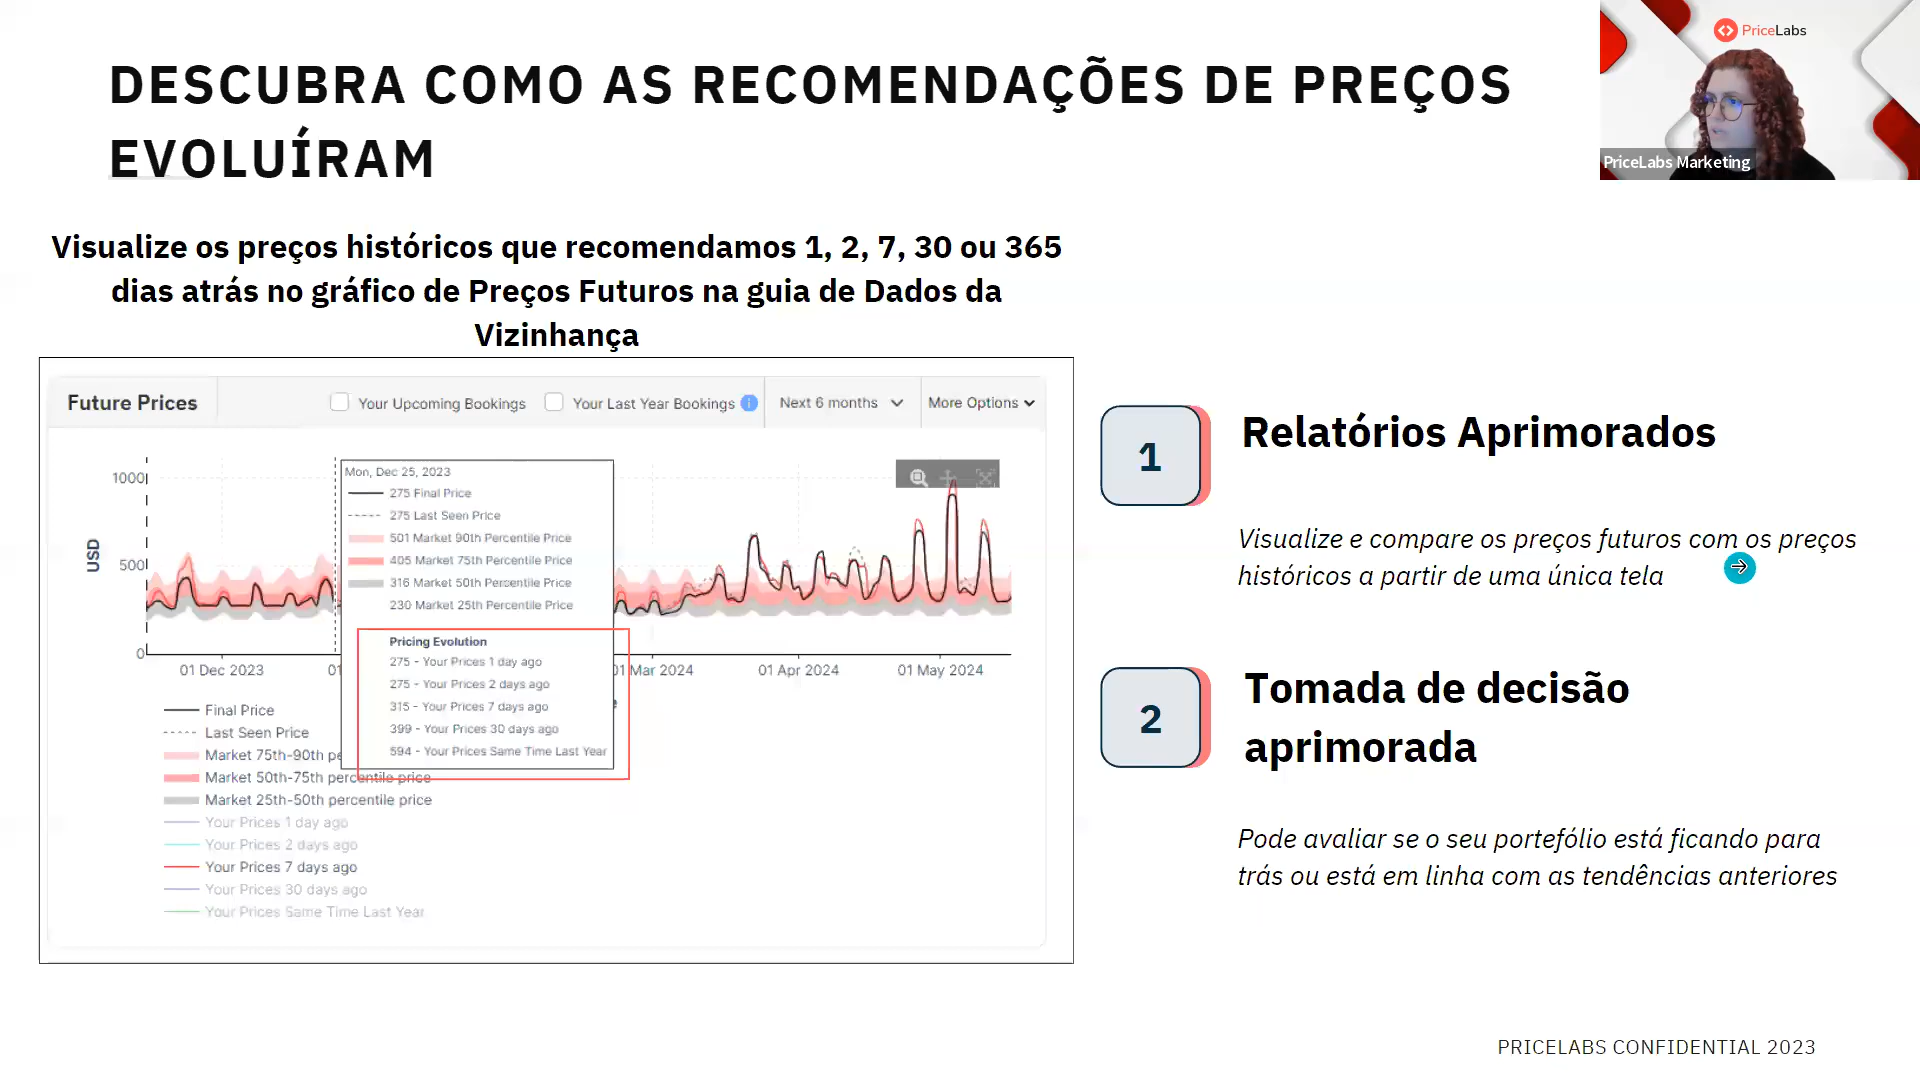 DESCUBRA COMO AS RECOMENDAÇÕES DE PREÇOS
EVOLUÍRAM
PriceLabs
PriceLabs Marketing
Visualize os preços históricos que recomendamos 1, 2, 7, 30 ou 365
dias atrás no gráfico de Preços Futuros na guia de Dados da
Vizinhança
Future Prices
Your Upcoming Bookings
Your Last Year Bookings
Next 6 months
More Options
USD
1000
500
0
Mon, Dec 25, 2023
275 Final Price
275 Last Seen Price
501 Market 90th Percentile Price
405 Market 75th Percentile Price
316 Market 50th Percentile Price
230 Market 25th Percentile Price
Pricing Evolution
275 - Your Prices 1 day ago
275 - Your Prices 2 days ago
315 - Your Prices 7 days ago
399 - Your Prices 30 days ago
594 - Your Prices Same Time Last Year
01 Dec 2023
01
01 Mar 2024
01 Apr 2024
01 May 2024
Final Price
Last Seen Price
Market 75th-90th pe
Market 50th-75th percentile price
Market 25th-50th percentile price
Your Prices 1 day ago
Your Prices 2 days ago
Your Prices 7 days ago
Your Prices 30 days ago
Your Prices Same Time Last Year
1
Relatórios Aprimorados
Visualize e compare os preços futuros com os preços
históricos a partir de uma única tela
2
Tomada de decisão
aprimorada
Pode avaliar se o seu portefólio está ficando para
trás ou está em linha com as tendências anteriores
PRICELABS CONFIDENTIAL 2023